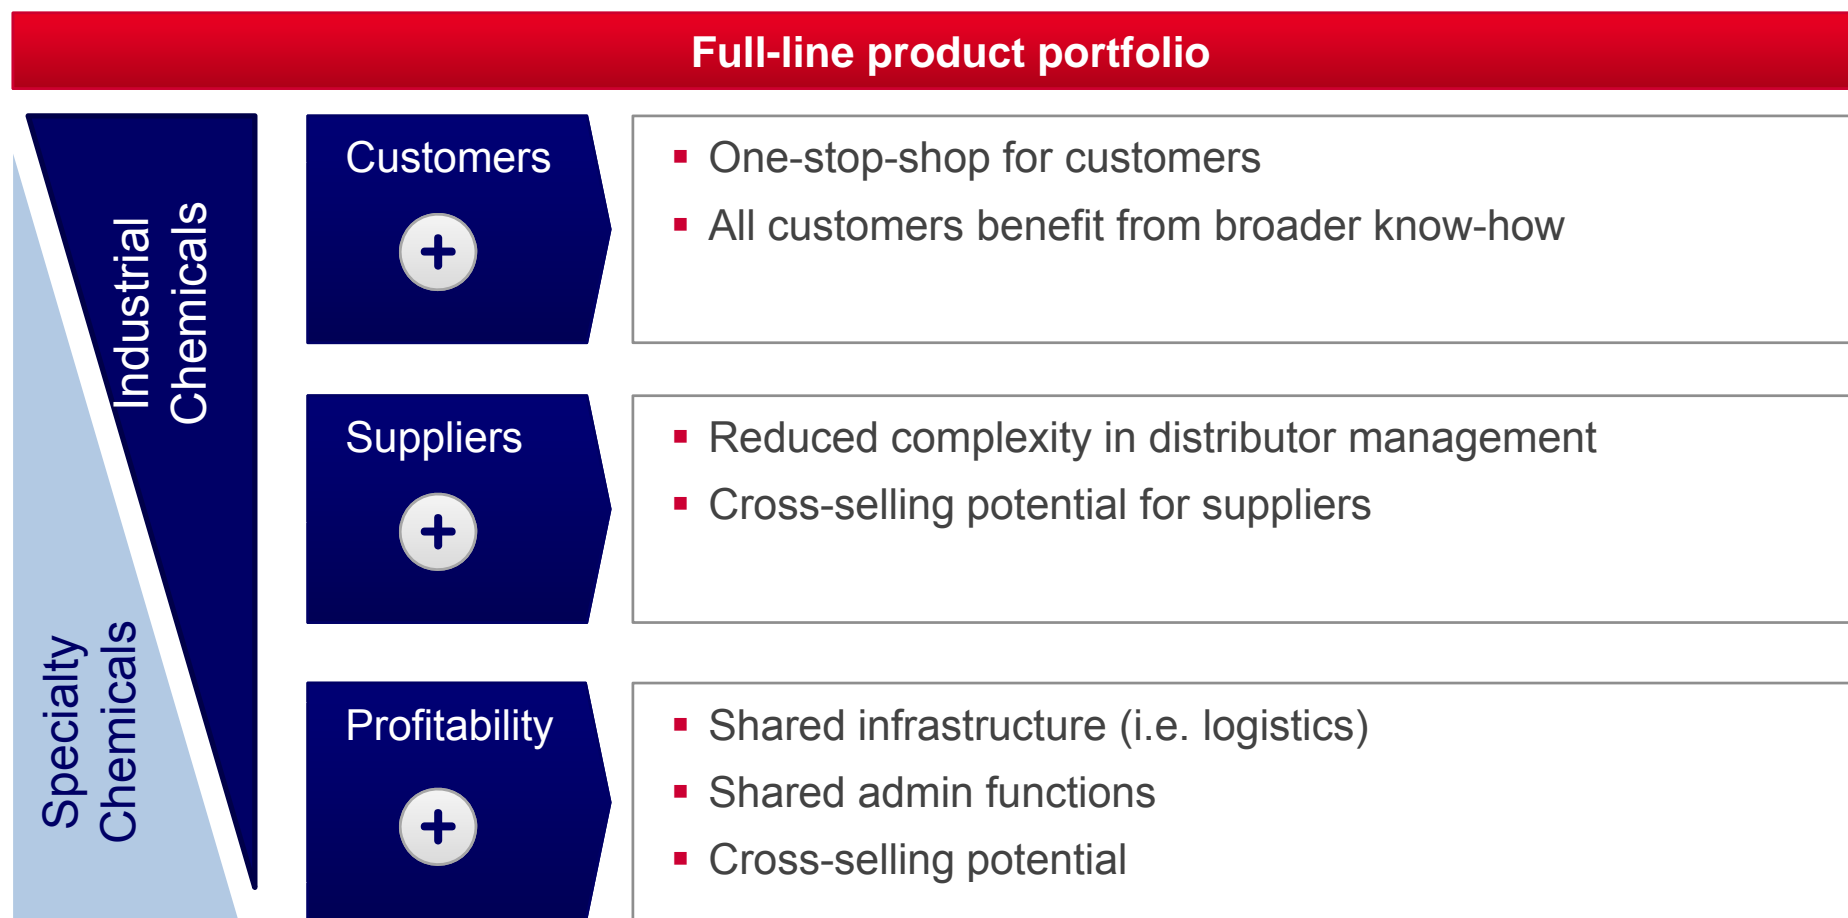 Full-line product portfolio
Industrial
Chemicals
Specialty
Chemicals
Customers
+
▪ One-stop-shop for customers
▪ All customers benefit from broader know-how
Suppliers
+
▪ Reduced complexity in distributor management
▪ Cross-selling potential for suppliers
Profitability
+
▪ Shared infrastructure (i.e. logistics)
▪ Shared admin functions
▪ Cross-selling potential